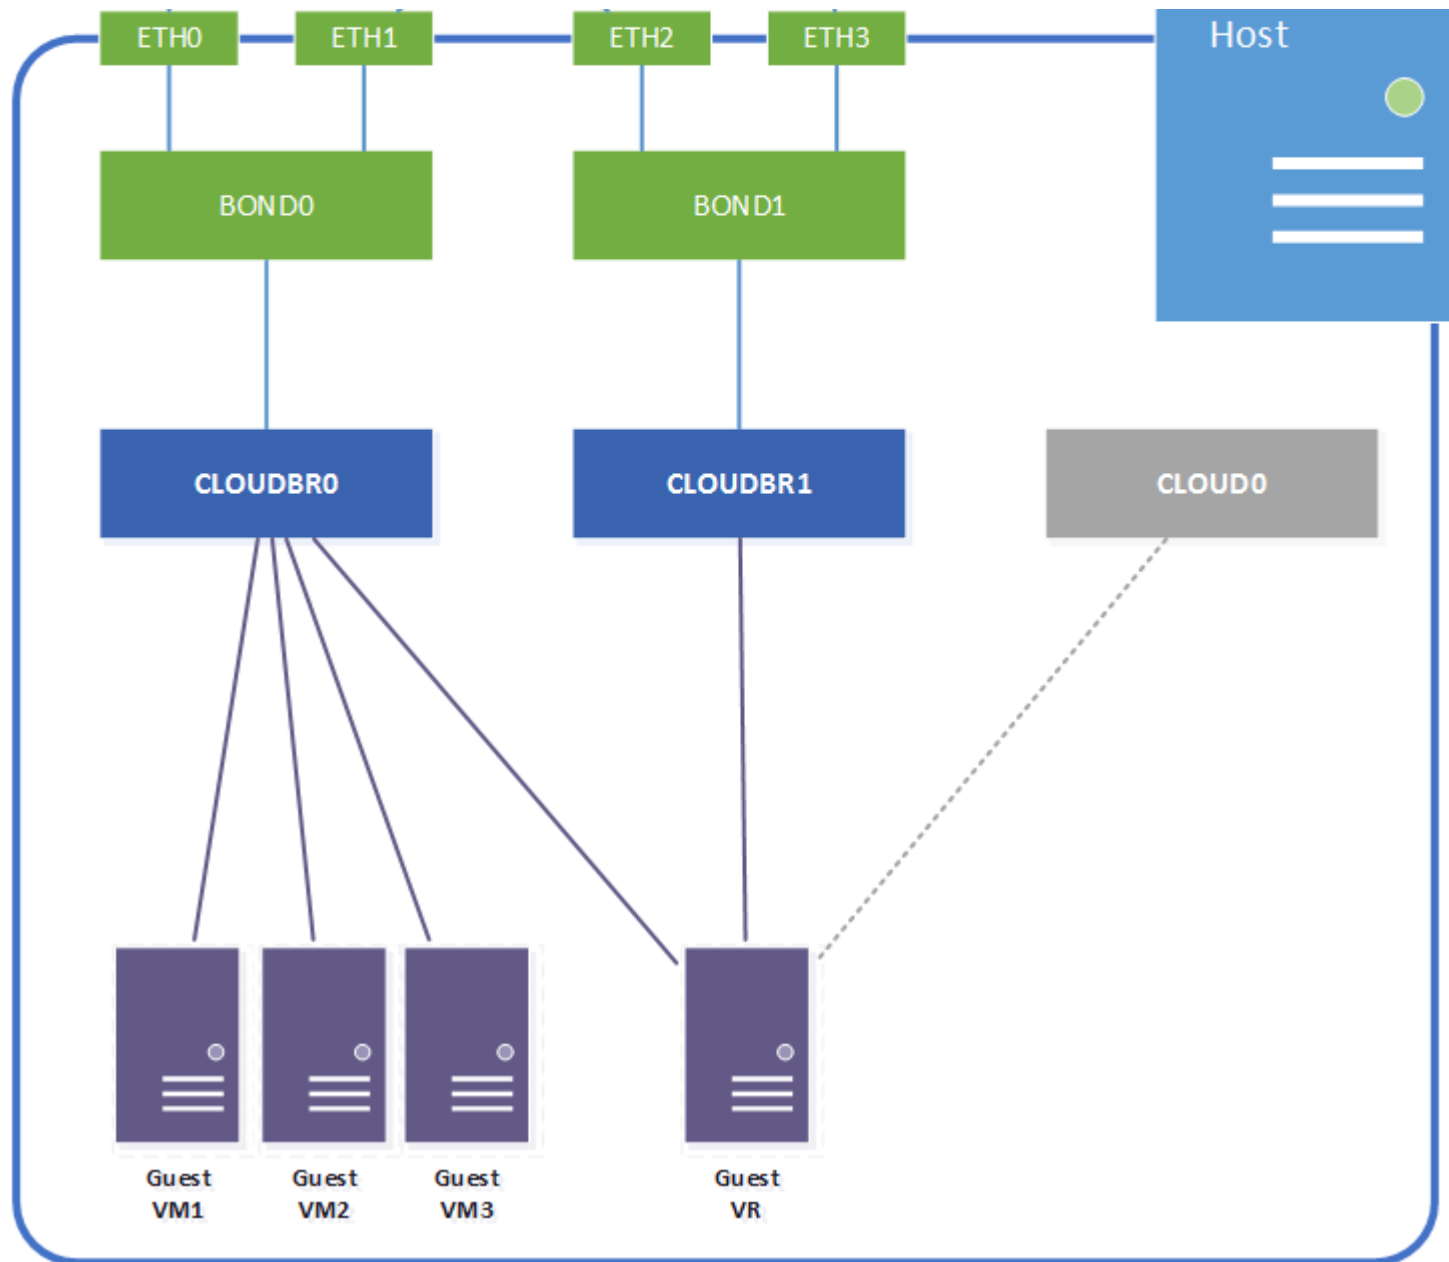 ETH0
ETH1
ETH2
ETH3
Host
BOND0
BOND1
CLOUDBR0
CLOUDBR1
CLOUD0
Guest
VM1
Guest
VM2
Guest
VM3
Guest
VR